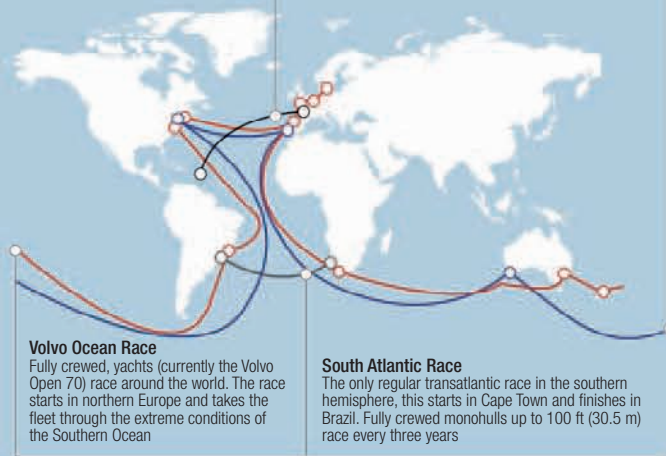 Volvo Ocean Race
Fully crewed, yachts (currently the Volvo
Open 70) race around the world. The race
starts in northern Europe and takes the
fleet through the extreme conditions of
the Southern Ocean
South Atlantic Race
The only regular transatlantic race in the southern
hemisphere, this starts in Cape Town and finishes in
Brazil. Fully crewed monohulls up to 100 ft (30.5 m)
race every three years